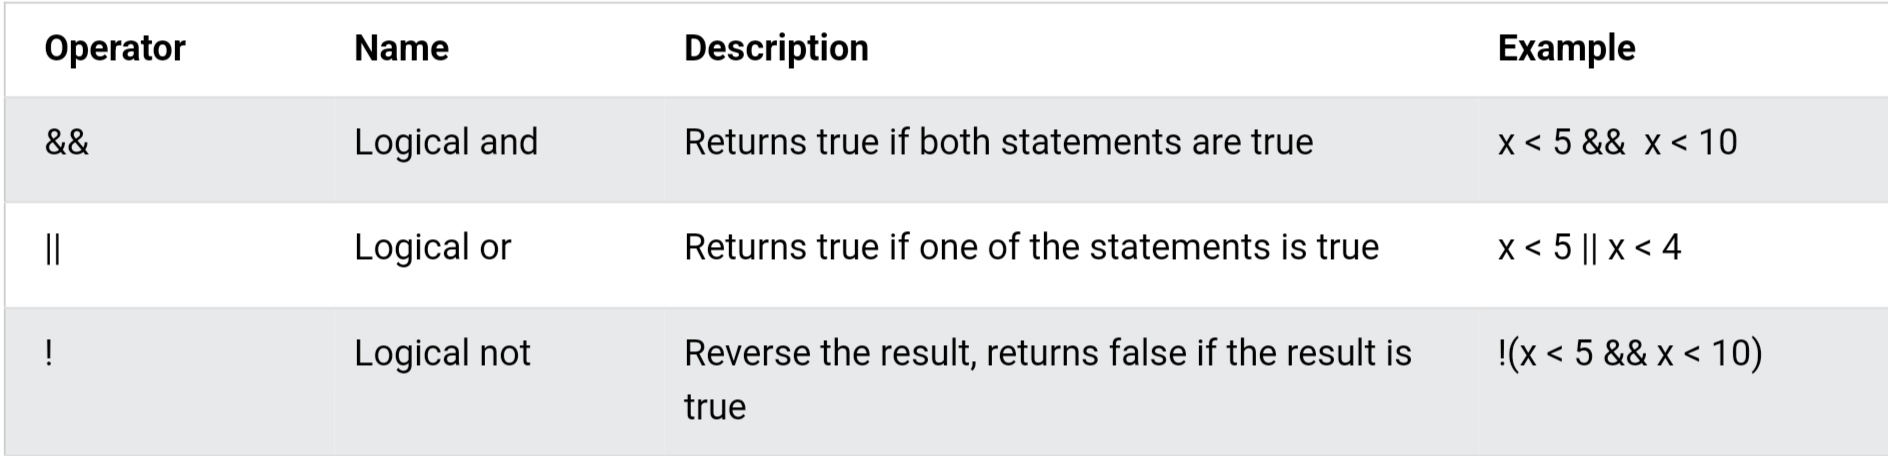 Operator Name Description Example
&& Logical and Returns true if both statements are true x < 5 &&  x < 10
|| Logical or Returns true if one of the statements is true x < 5 || x < 4
! Logical not Reverse the result, returns false if the result is !(x < 5 && x < 10)
true